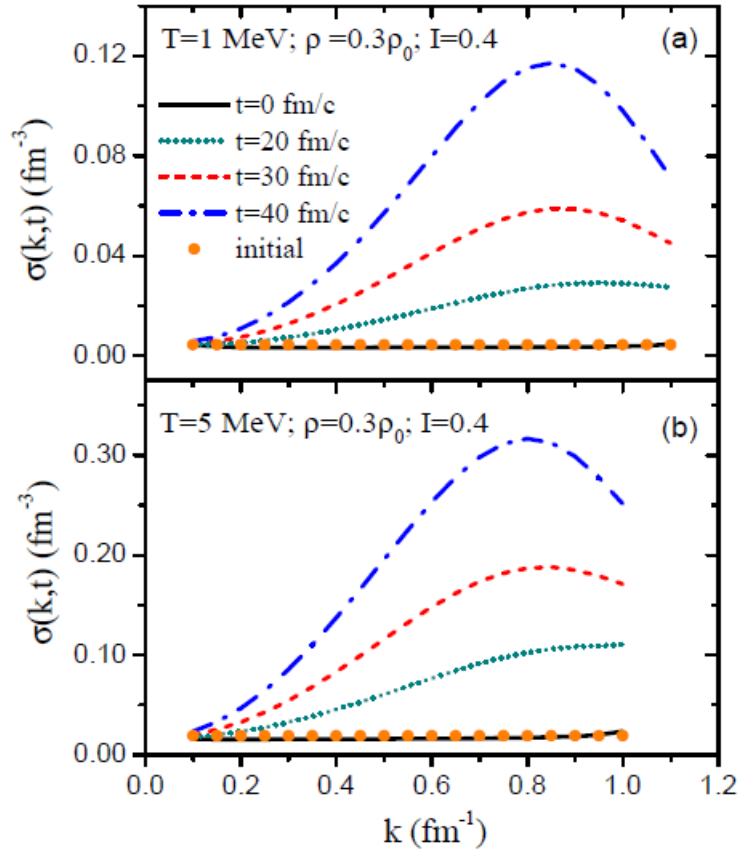 T=1 MeV; ρ =0.3ρ₀; I=0.4
(a)
t=0 fm/c
t=20 fm/c
t=30 fm/c
t=40 fm/c
initial
σ(k,t) (fm⁻³)
0.12
0.08
0.04
0.00
T=5 MeV; ρ=0.3ρ₀; I=0.4
(b)
σ(k,t) (fm⁻³)
0.30
0.20
0.10
0.00
0.0 0.2 0.4 0.6 0.8 1.0 1.2
k (fm⁻¹)